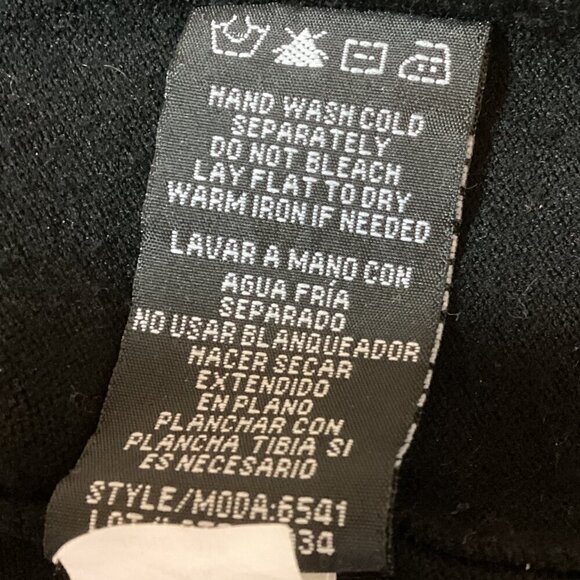 HAND WASH COLD
SEPARATELY
DO NOT BLEACH
LAY FLAT TO DRY
WARM IRON IF NEEDED
LAVAR A MANO CON
AGUA FRÍA
SEPARADO
NO USAR BLANQUEADOR
HACER SECAR
EXTENDIDO
EN PLANO
PLANCHAR CON
PLANCHA TIBIA SI
ES NECESARIO
STYLE/MODA:6541
34